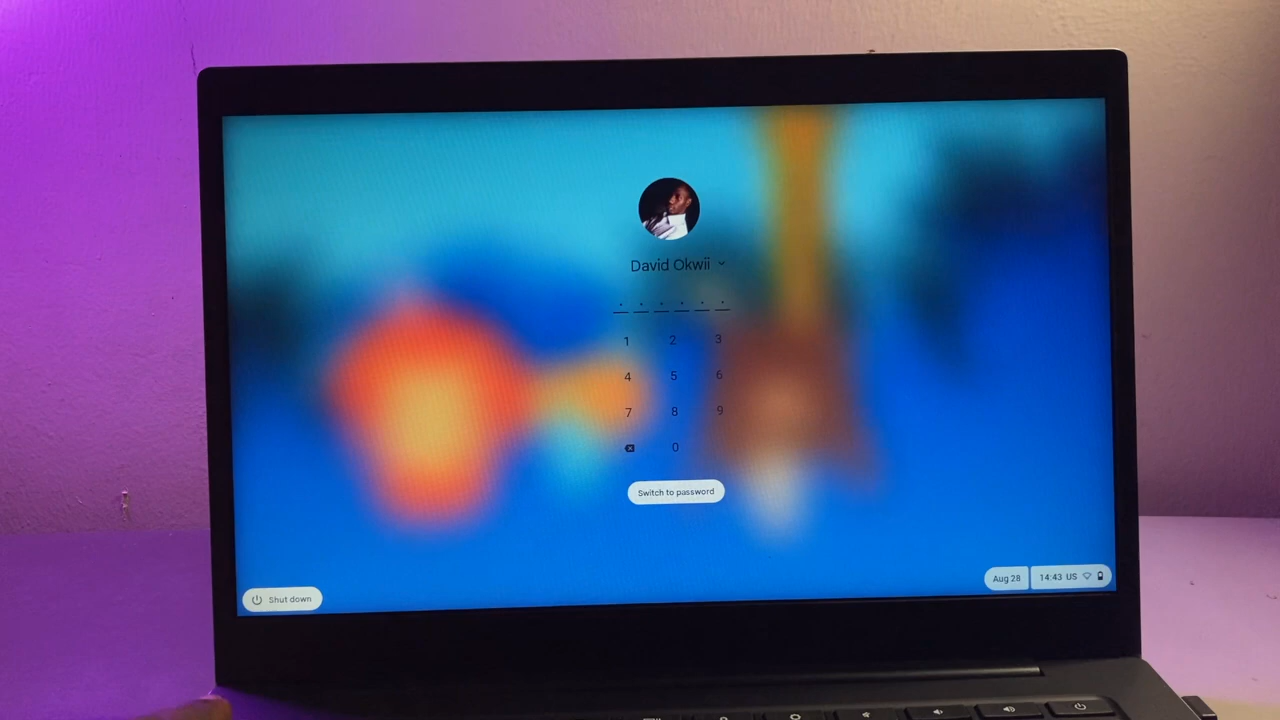 David Okwii
1 2 3
4 5 6
7 8 9
0
Switch to password
Shut down
Aug 28
14:43 US